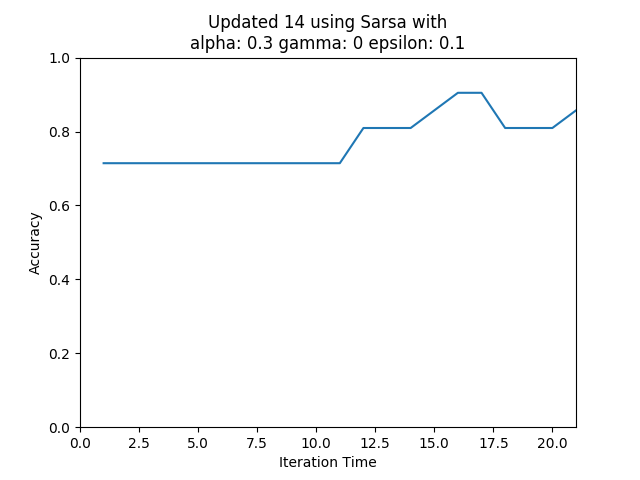 Updated 14 using Sarsa with
alpha: 0.3 gamma: 0 epsilon: 0.1
1.0
0.8
0.6
0.4
0.2
0.0
Accuracy
0.0 2.5 5.0 7.5 10.0 12.5 15.0 17.5 20.0
Iteration Time